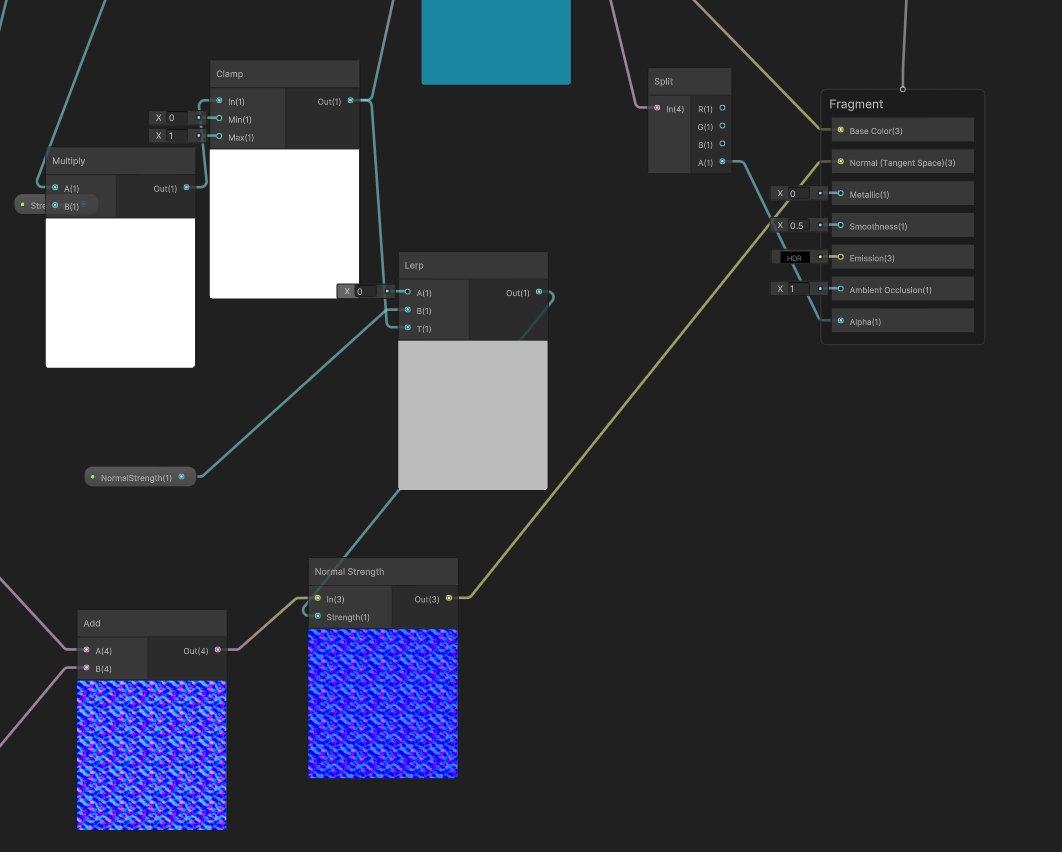 Clamp
In(1)
Out(1)
X 0
Min(1)
X 1
Max(1)
Multiply
A(1)
Out(1)
B(1)
Split
In(4)
R(1)
G(1)
B(1)
A(1)
Fragment
Base Color(3)
Normal (Tangent Space)(3)
X 0
Metallic(1)
X 0.5
Smoothness(1)
HDR
Emission(3)
X 1
Ambient Occlusion(1)
Alpha(1)
Lerp
X 0
A(1)
Out(1)
B(1)
T(1)
NormalStrength(1)
Normal Strength
In(3)
Out(3)
Strength(1)
Add
A(4)
Out(4)
B(4)